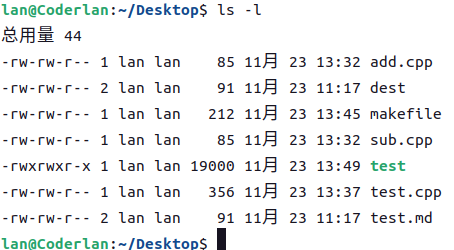 lan@Coderlan:~/Desktop$ ls -l
总用量 44
-rw-rw-r-- 1 lan lan    85 11月 23 13:32 add.cpp
-rw-rw-r-- 2 lan lan    91 11月 23 11:17 dest
-rw-rw-r-- 1 lan lan   212 11月 23 13:45 makefile
-rw-rw-r-- 1 lan lan    85 11月 23 13:32 sub.cpp
-rwxrwxr-x 1 lan lan 19000 11月 23 13:49 test
-rw-rw-r-- 1 lan lan   356 11月 23 13:37 test.cpp
-rw-rw-r-- 2 lan lan    91 11月 23 11:17 test.md
lan@Coderlan:~/Desktop$